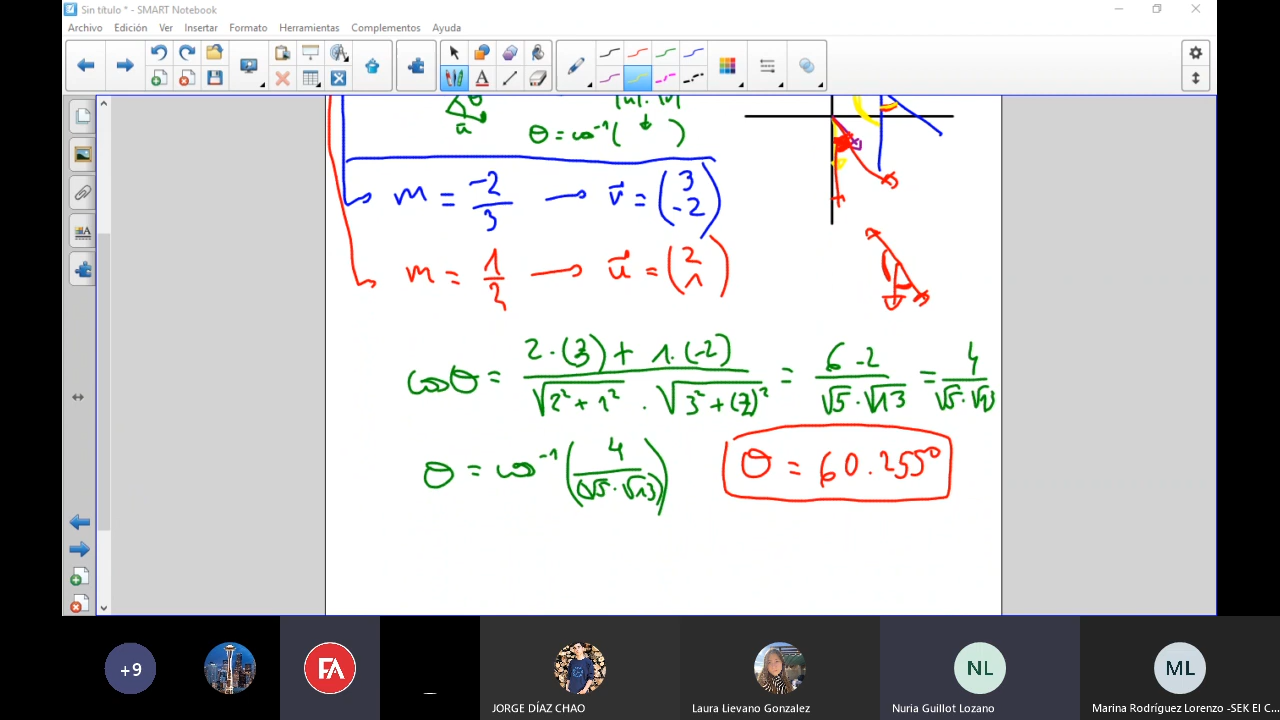 Sin título * - SMART Notebook
Archivo Edición Ver Insertar Formato Herramientas Complementos Ayuda
θ
u
|u|. |v|
θ = cos⁻¹( )
m = -2/3 → v⃗ = (3 -2)
m = 1/2 → u⃗ = (2 1)
cosθ = 2·(3) + 1·(-2) / √2²+1² . √3²+(-2)² = 6-2 / √5·√13 = 4 / √5·√13
θ = cos⁻¹(4 / (√5·√13))
θ = 60.255°
+9
FA
NL
ML
JORGE DÍAZ CHAO
Laura Lievano Gonzalez
Nuria Guillot Lozano
Marina Rodríguez Lorenzo -SEK El C...